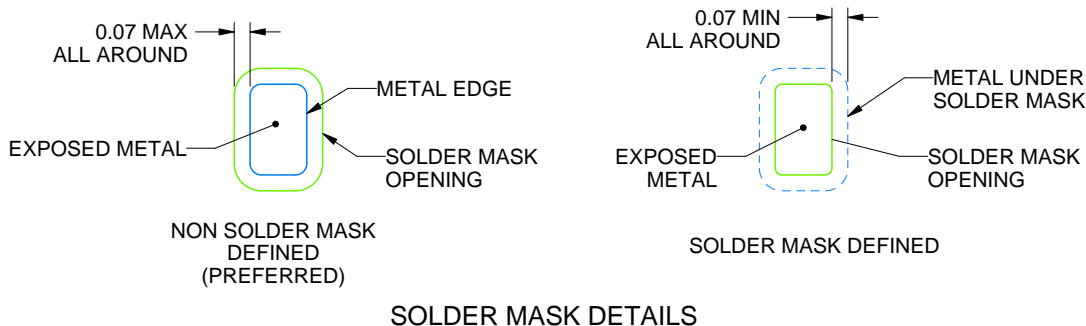 0.07 MAX
ALL AROUND
METAL EDGE
EXPOSED METAL
SOLDER MASK
OPENING
NON SOLDER MASK
DEFINED
(PREFERRED)
0.07 MIN
ALL AROUND
METAL UNDER
SOLDER MASK
EXPOSED
METAL
SOLDER MASK
OPENING
SOLDER MASK DEFINED
SOLDER MASK DETAILS